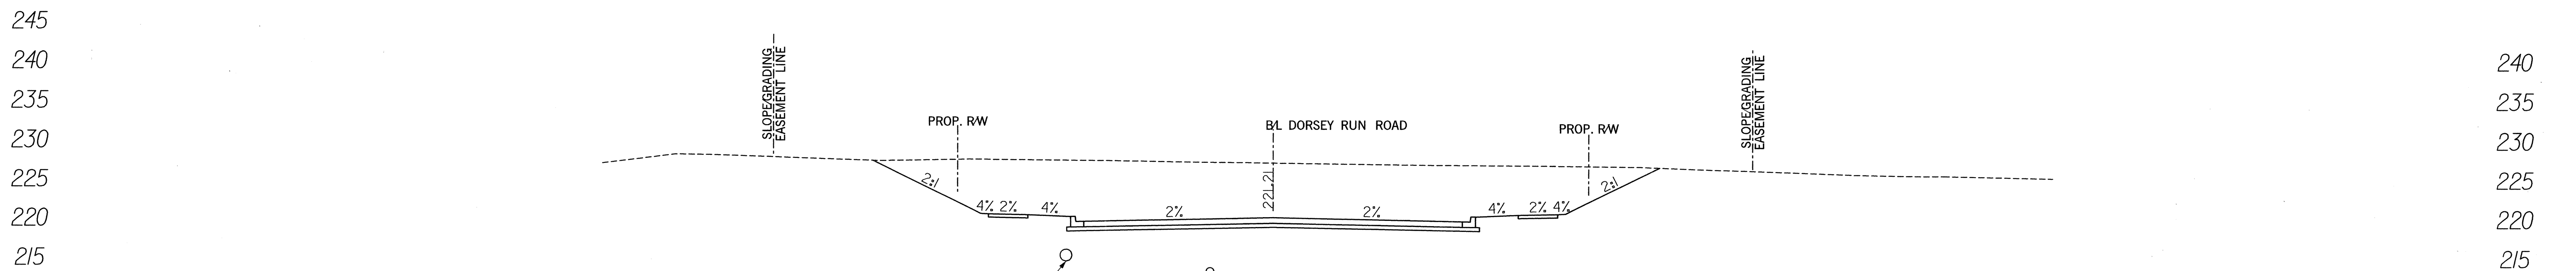 245
240
235
230
225
220
215
SLOPE/GRADING
EASEMENT LINE
PROP. R/W
B/L DORSEY RUN ROAD
PROP. R/W
SLOPE/GRADING
EASEMENT LINE
2:1
221.21
2:1
4% 2% 4% 2% 2% 4% 2% 4%
240
235
230
225
220
215